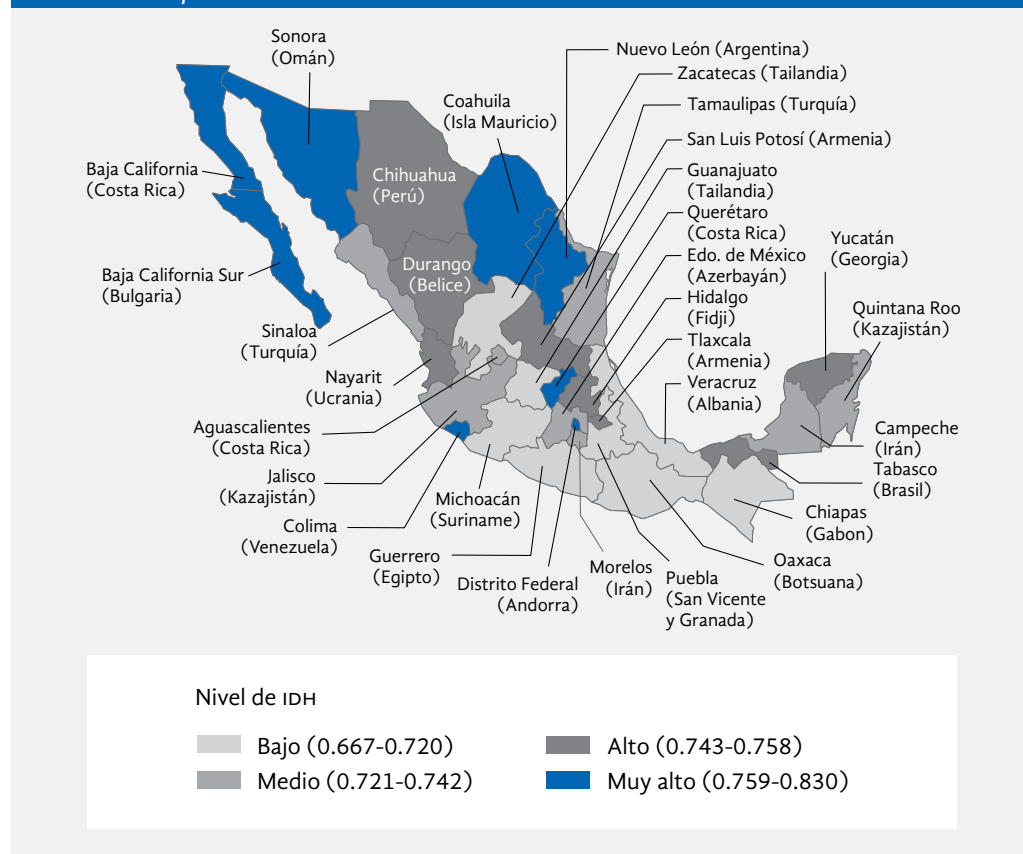 Sonora
(Omán)
Nuevo León (Argentina)
Zacatecas (Tailandia)
Coahuila
(Isla Mauricio)
Tamaulipas (Turquía)
San Luis Potosí (Armenia)
Baja California
(Costa Rica)
Chihuahua
(Perú)
Guanajuato
(Tailandia)
Querétaro
(Costa Rica)
Yucatán
(Georgia)
Edo. de México
(Azerbayán)
Baja California Sur
(Bulgaria)
Durango
(Belice)
Hidalgo
(Fidji)
Quintana Roo
(Kazajistán)
Sinaloa
(Turquía)
Tlaxcala
(Armenia)
Nayarit
(Ucrania)
Veracruz
(Albania)
Aguascalientes
(Costa Rica)
Campeche
(Irán)
Jalisco
(Kazajistán)
Tabasco
(Brasil)
Michoacán
(Suriname)
Chiapas
(Gabon)
Colima
(Venezuela)
Guerrero
(Egipto)
Distrito Federal
(Andorra)
Morelos
(Irán)
Puebla
(San Vicente
y Granada)
Oaxaca
(Botsuana)
Nivel de IDH
Bajo (0.667-0.720)
Alto (0.743-0.758)
Medio (0.721-0.742)
Muy alto (0.759-0.830)